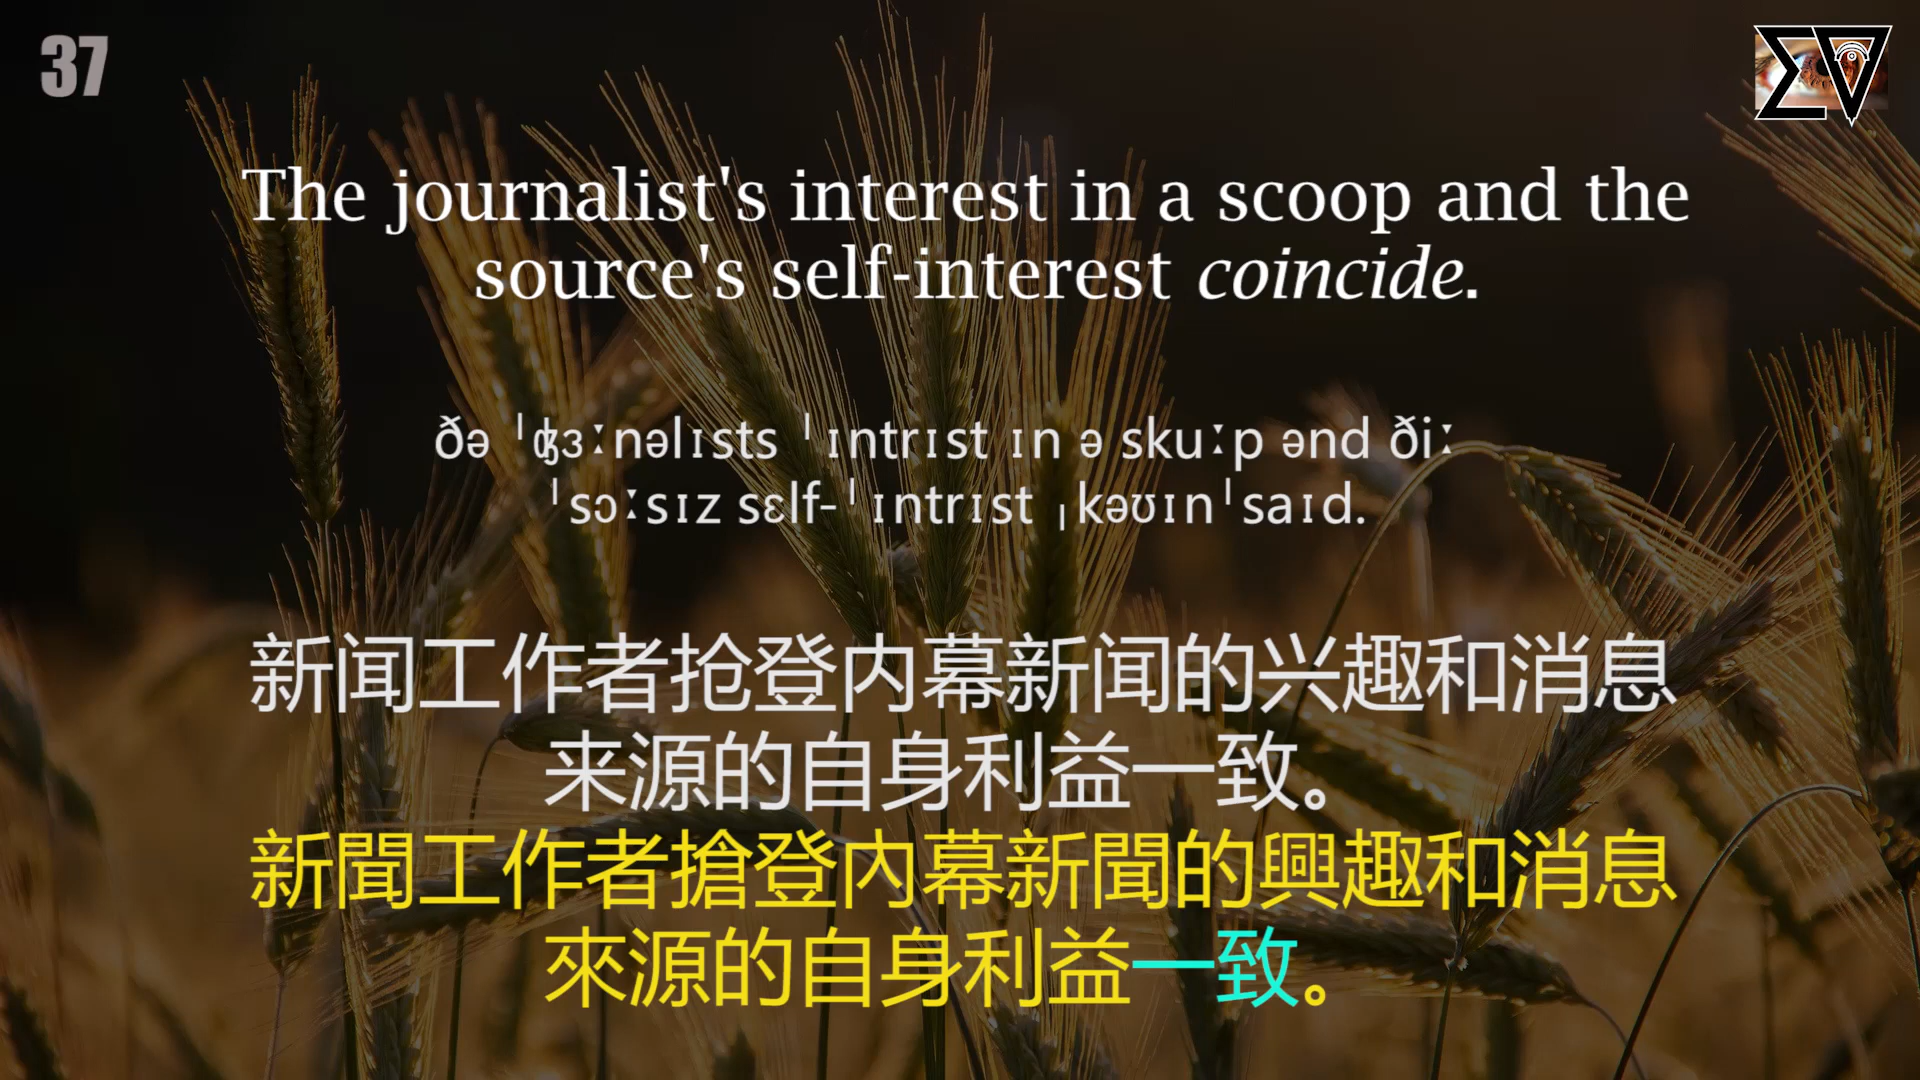 37
The journalist's interest in a scoop and the
source's self-interest coincide.
ðə ˈʤɜːnəlɪsts ˈɪntrɪst ɪn ə skuːp ənd ðiː
ˈsɔːsɪz sɛlf-ˈɪntrɪst ˌkəʊɪnˈsaɪd.
新闻工作者抢登内幕新闻的兴趣和消息
来源的自身利益一致。
新聞工作者搶登內幕新聞的興趣和消息
來源的自身利益一致。